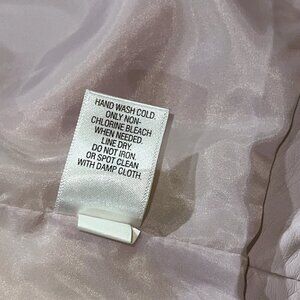 HAND WASH COLD.
ONLY NON-
CHLORINE BLEACH
WHEN NEEDED.
LINE DRY.
DO NOT IRON.
OR SPOT CLEAN
WITH DAMP CLOTH.